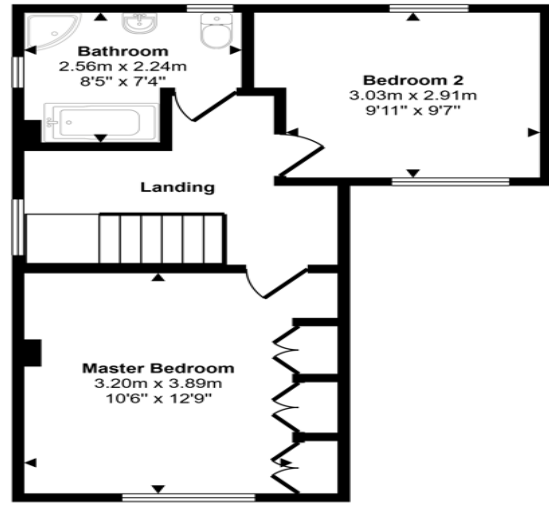 Bathroom
2.56m x 2.24m
8'5" x 7'4"
Bedroom 2
3.03m x 2.91m
9'11" x 9'7"
Landing
Master Bedroom
3.20m x 3.89m
10'6" x 12'9"